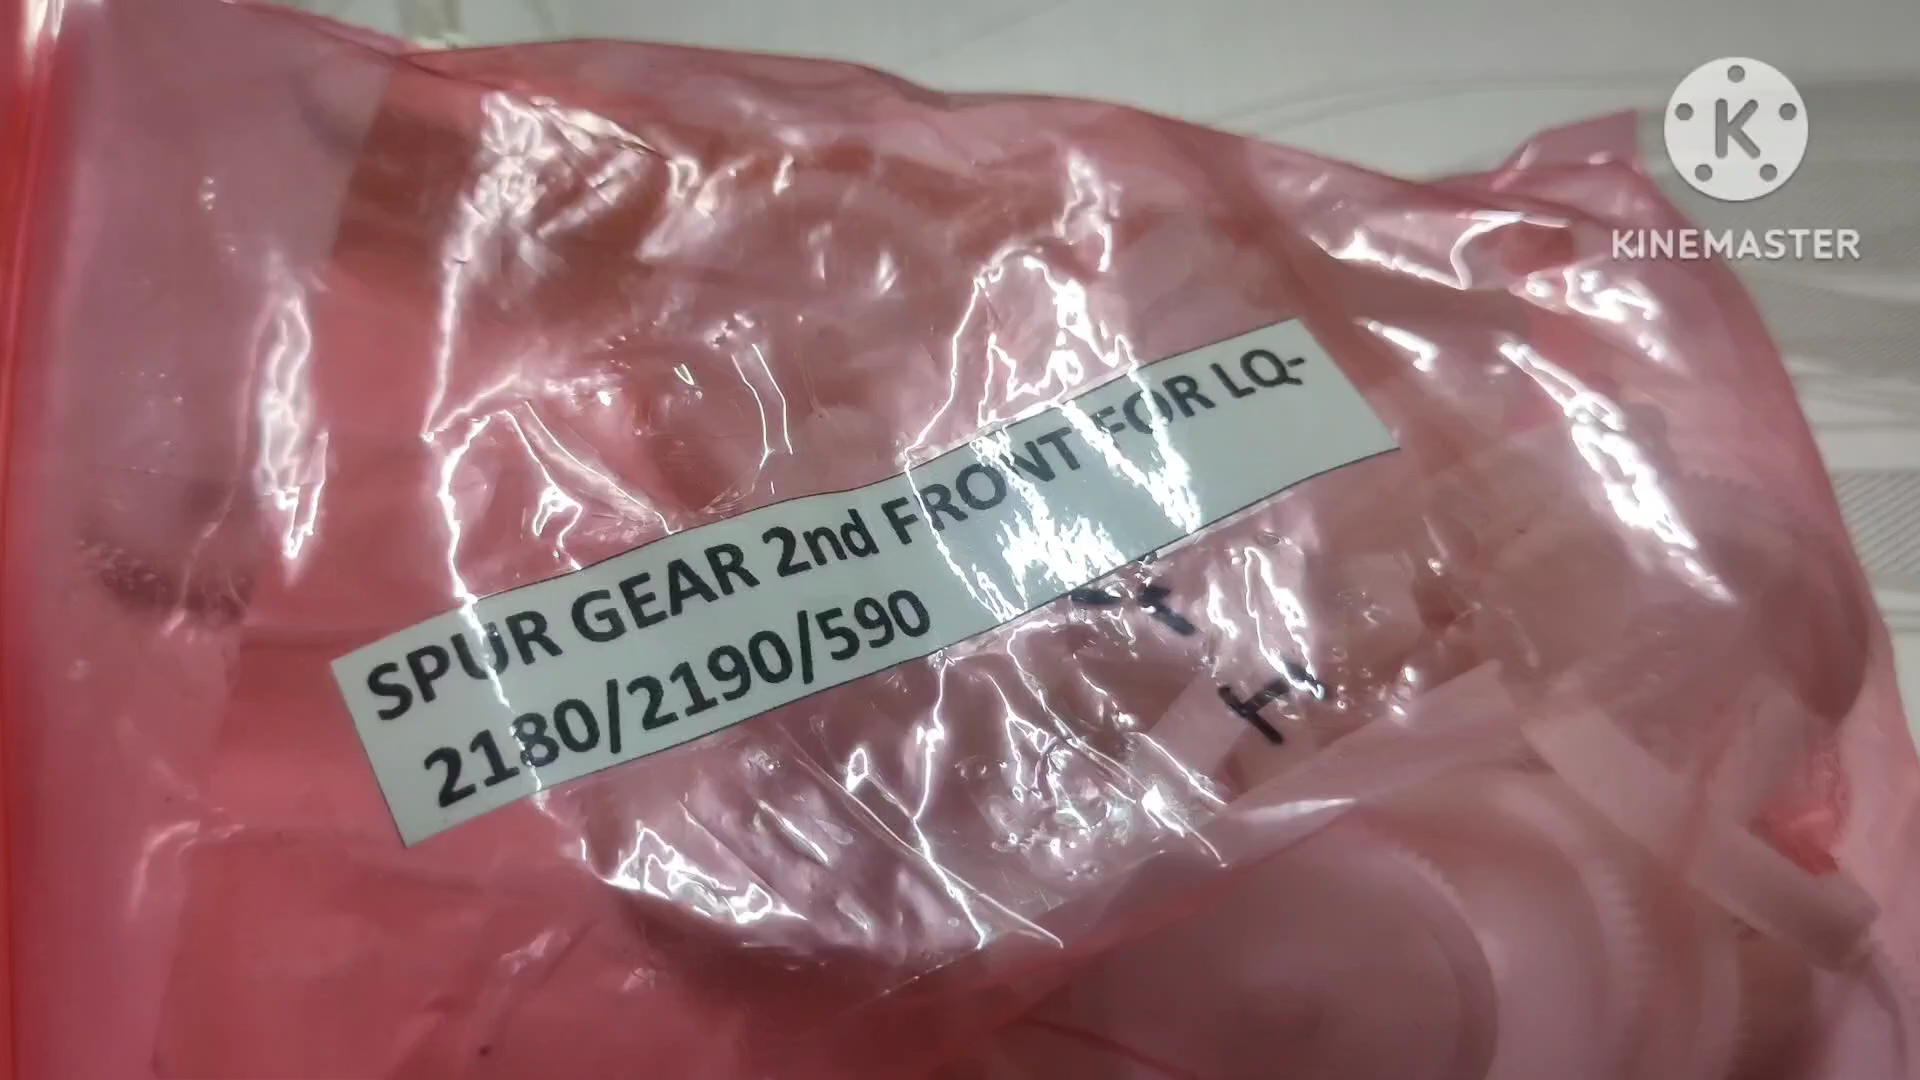 K
KINEMASTER
SPUR GEAR 2nd FRONT FOR LQ-
2180/2190/590